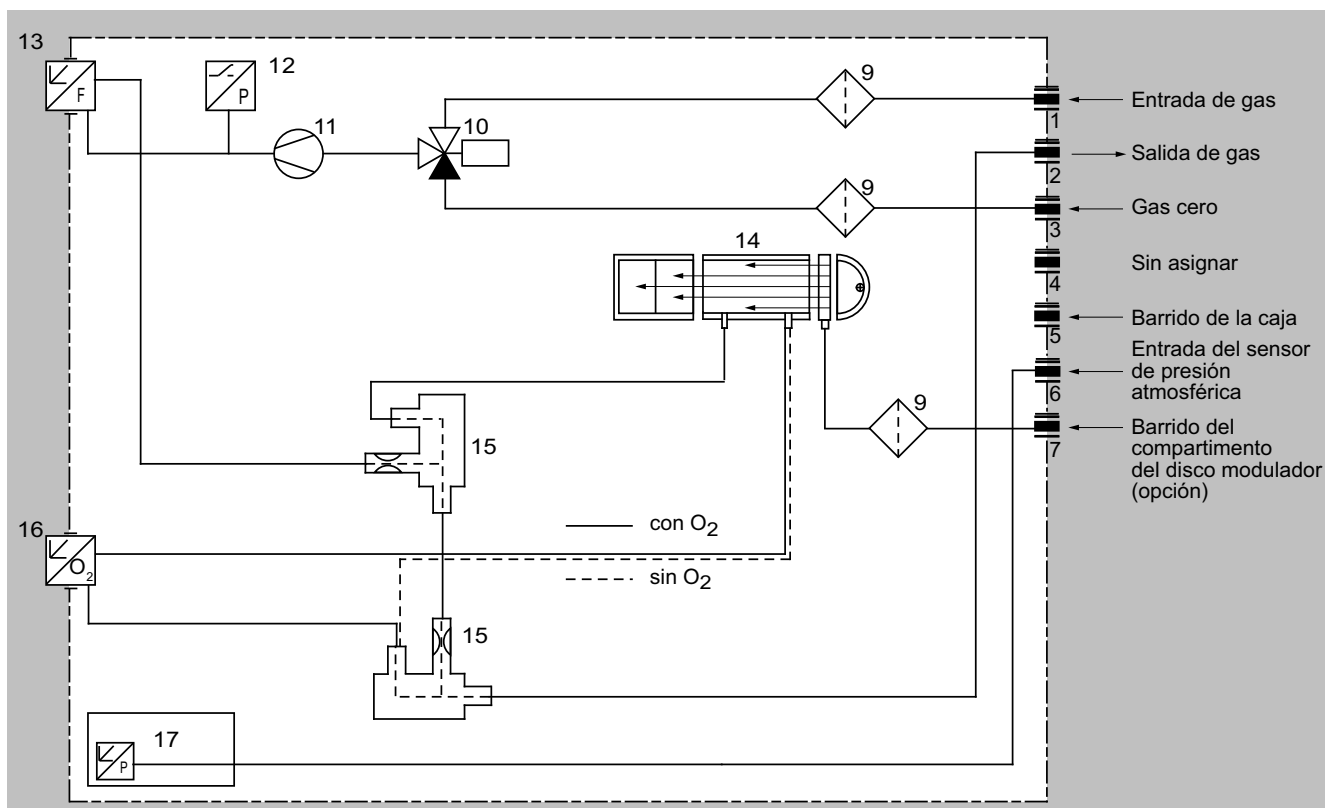 13
F
12
P
11
10
9
1
Entrada de gas
2
Salida de gas
9
3
Gas cero
14
4
Sin asignar
5
Barrido de la caja
6
Entrada del sensor
de presión
atmosférica
9
7
Barrido del
compartimento
del disco modulador
(opción)
15
16
O2
con O2
sin O2
15
17
P